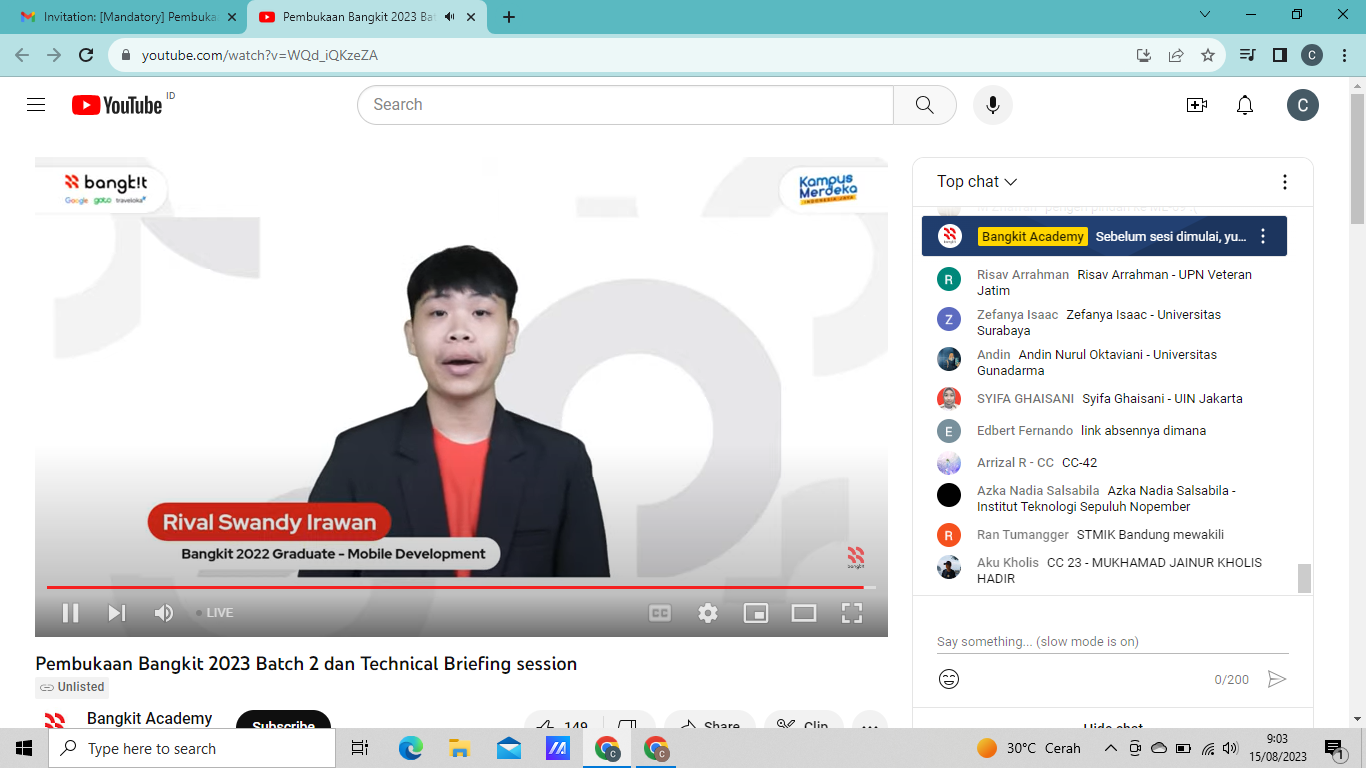 Invitation: [Mandatory] Pembuka
Pembukaan Bangkit 2023 Bat
youtube.com/watch?v=WQd_iQKzeZA
C
YouTube ID
Search
C
bangk!t
Google goto traveloka
Kampus
Merdeka
INDONESIA JAYA
Rival Swandy Irawan
Bangkit 2022 Graduate - Mobile Development
bangkit
LIVE
CC
Pembukaan Bangkit 2023 Batch 2 dan Technical Briefing session
Unlisted
Bangkit Academy
Subscribe
149
Share
Clip
Top chat
Bangkit Academy Sebelum sesi dimulai, yu...
R
Risav Arrahman Risav Arrahman - UPN Veteran
Jatim
Z
Zefanya Isaac Zefanya Isaac - Universitas
Surabaya
Andin Andin Nurul Oktaviani - Universitas
Gunadarma
SYIFA GHAISANI Syifa Ghaisani - UIN Jakarta
E
Edbert Fernando link absennya dimana
Arrizal R - CC CC-42
Azka Nadia Salsabila Azka Nadia Salsabila -
Institut Teknologi Sepuluh Nopember
R
Ran Tumangger STMIK Bandung mewakili
Aku Kholis CC 23 - MUKHAMAD JAINUR KHOLIS
HADIR
Say something... (slow mode is on)
0/200
Hide chat
Type here to search
C
C
30°C Cerah
9:03
15/08/2023
1